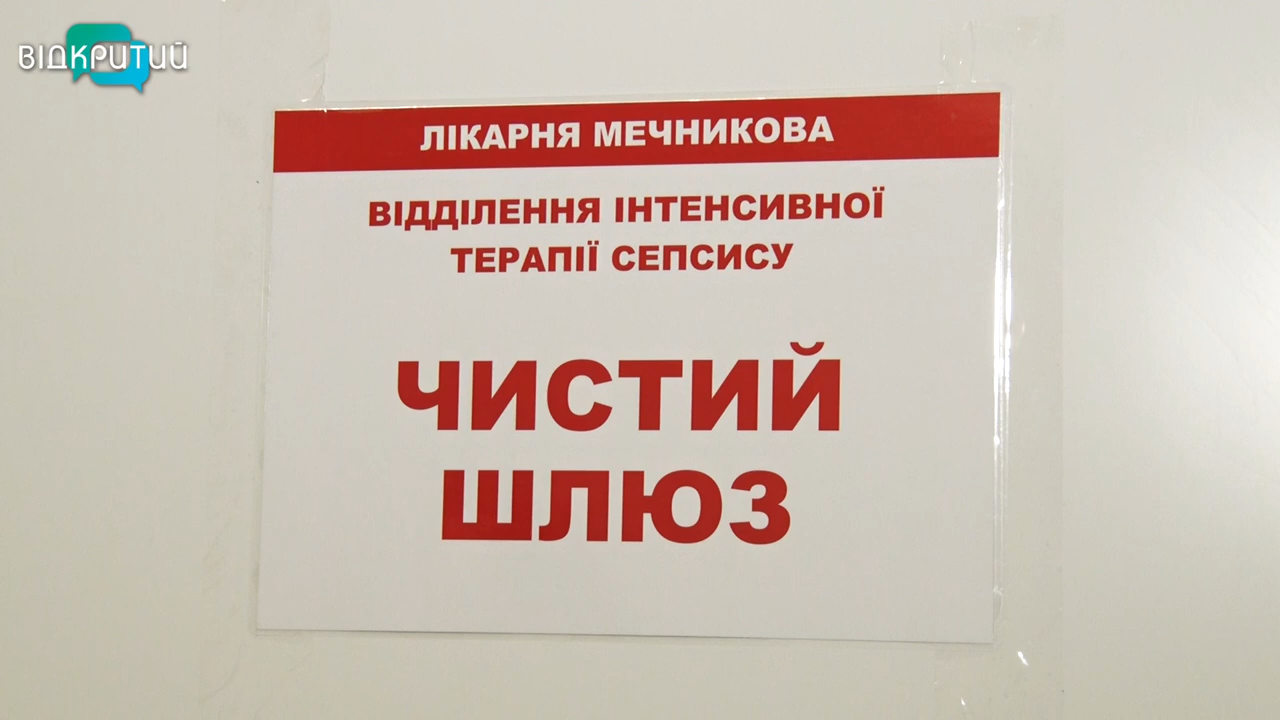 ВІДКРИТИЙ
ЛІКАРНЯ МЕЧНИКОВА
ВІДДІЛЕННЯ ІНТЕНСИВНОЇ
ТЕРАПІЇ СЕПСИСУ
ЧИСТИЙ
ШЛЮЗ